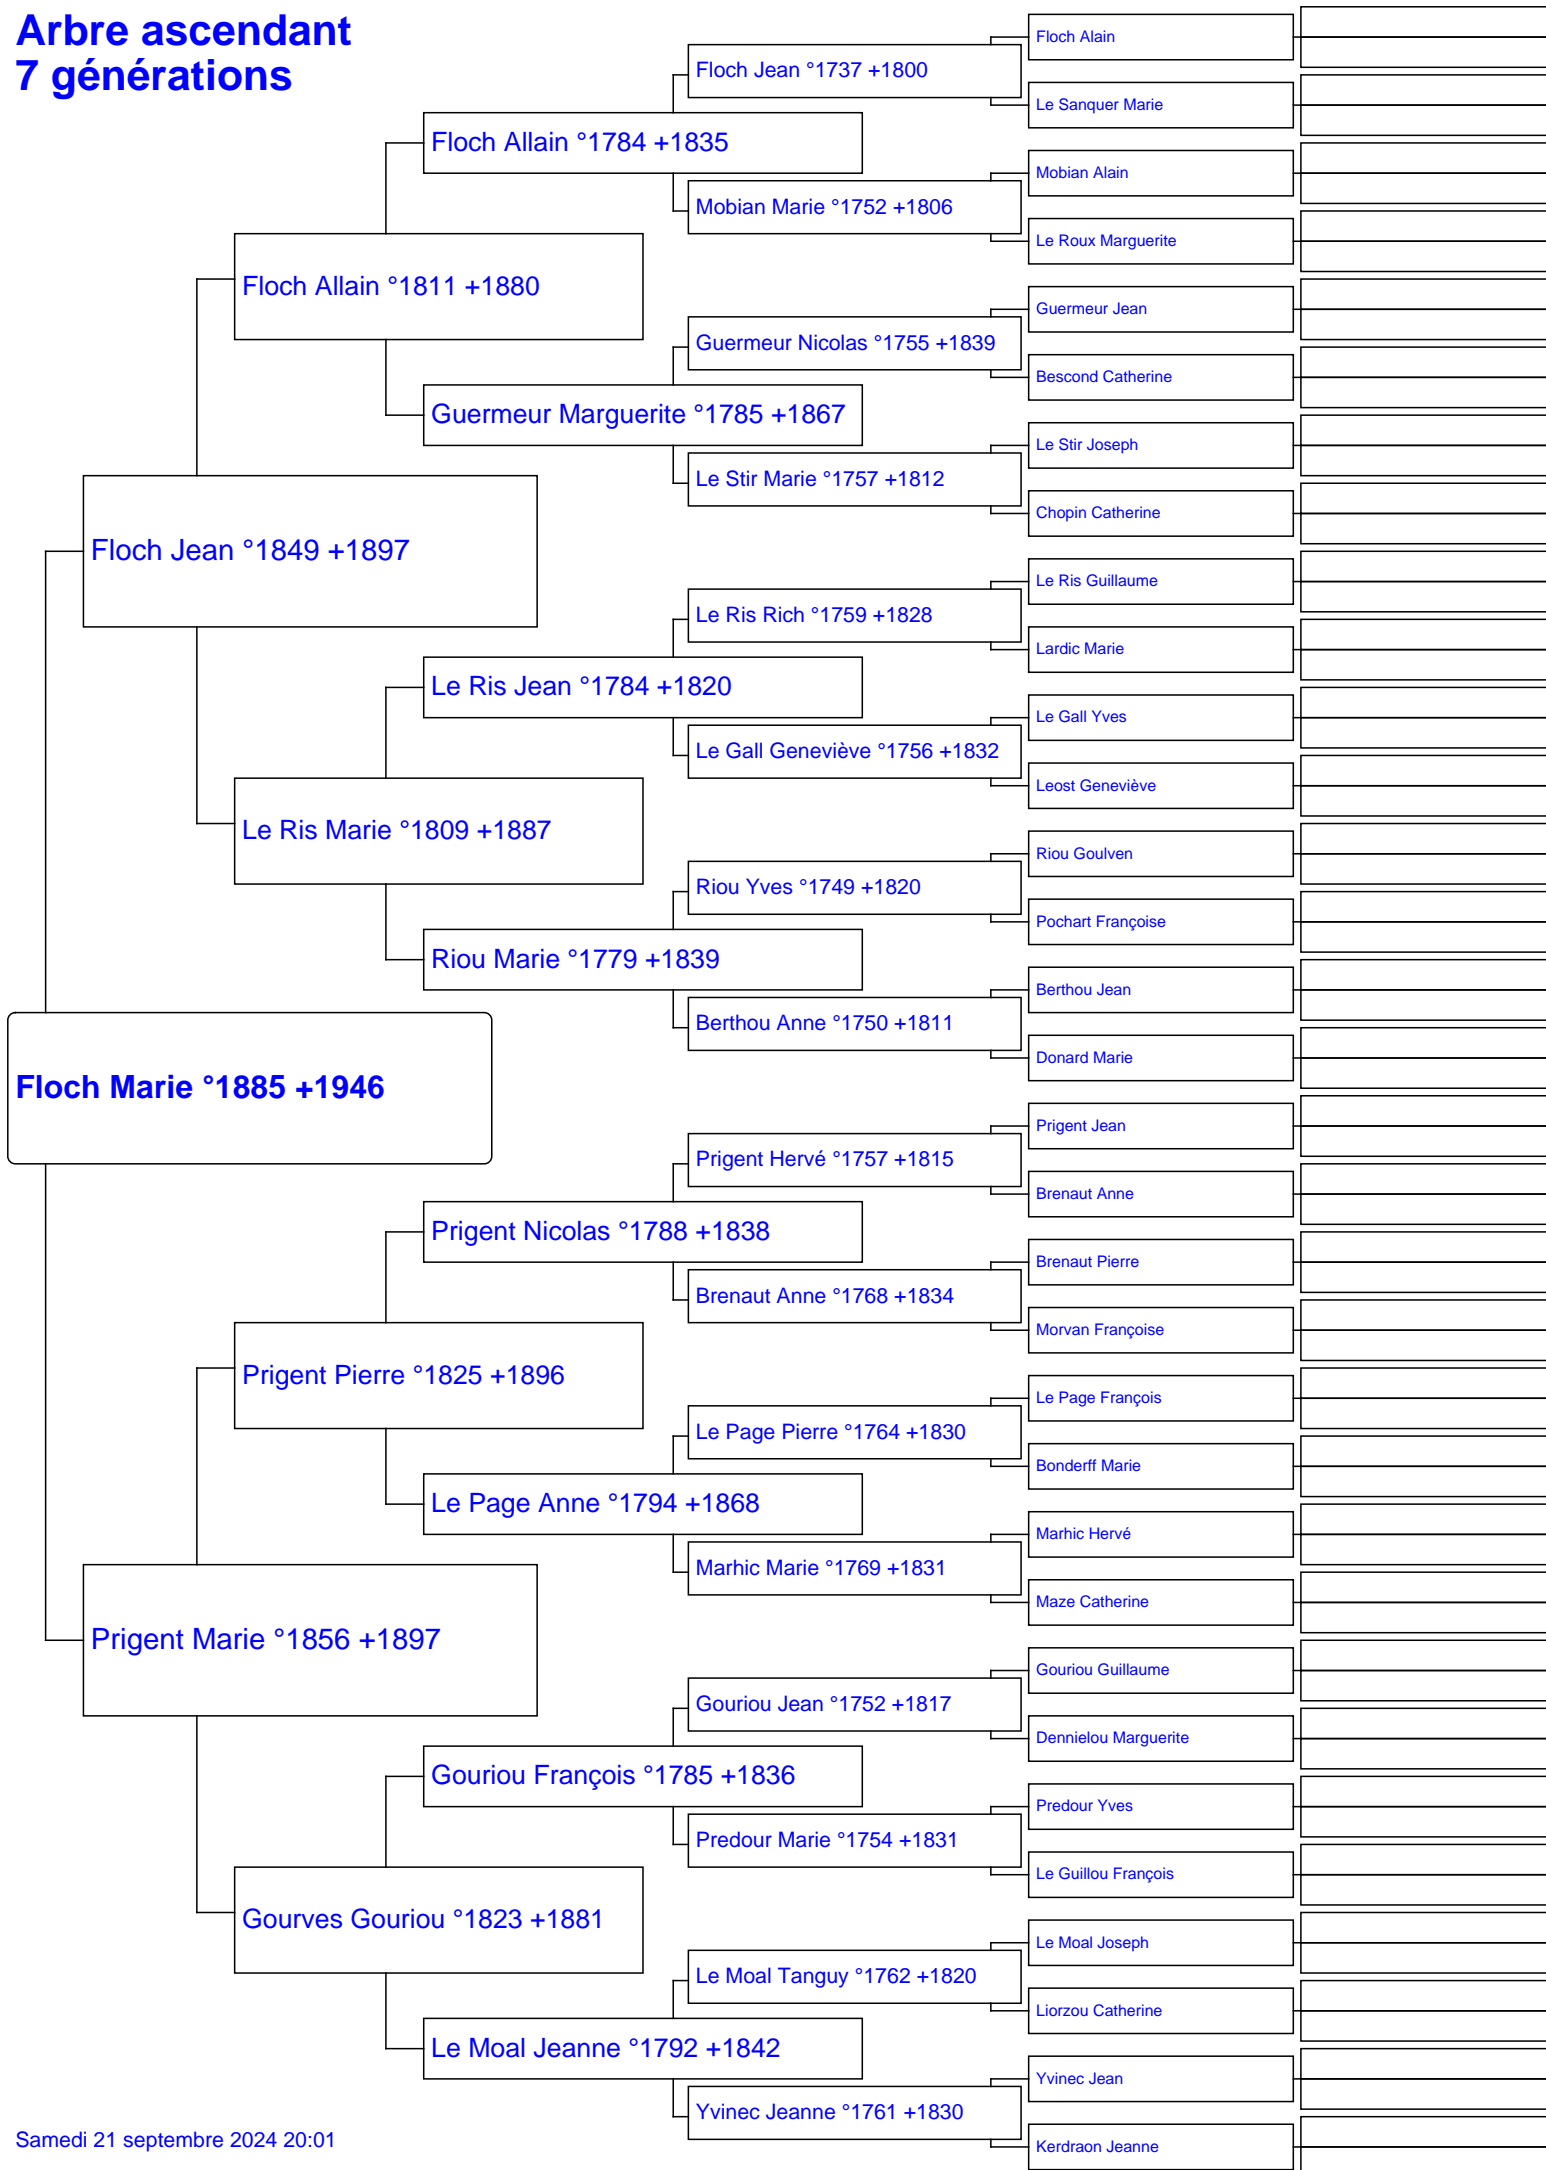 Arbre ascendant
7 générations
Floch Alain
Floch Jean °1737 +1800
Le Sanquer Marie
Floch Allain °1784 +1835
Mobian Alain
Mobian Marie °1752 +1806
Le Roux Marguerite
Floch Allain °1811 +1880
Guermeur Jean
Guermeur Nicolas °1755 +1839
Bescond Catherine
Guermeur Marguerite °1785 +1867
Le Stir Joseph
Le Stir Marie °1757 +1812
Chopin Catherine
Floch Jean °1849 +1897
Le Ris Guillaume
Le Ris Rich °1759 +1828
Lardic Marie
Le Ris Jean °1784 +1820
Le Gall Yves
Le Gall Geneviève °1756 +1832
Leost Geneviève
Le Ris Marie °1809 +1887
Riou Goulven
Riou Yves °1749 +1820
Pochart Françoise
Riou Marie °1779 +1839
Berthou Jean
Berthou Anne °1750 +1811
Donard Marie
Floch Marie °1885 +1946
Prigent Jean
Prigent Hervé °1757 +1815
Brenaut Anne
Prigent Nicolas °1788 +1838
Brenaut Pierre
Brenaut Anne °1768 +1834
Morvan Françoise
Prigent Pierre °1825 +1896
Le Page François
Le Page Pierre °1764 +1830
Bonderff Marie
Le Page Anne °1794 +1868
Marhic Hervé
Marhic Marie °1769 +1831
Maze Catherine
Prigent Marie °1856 +1897
Gouriou Guillaume
Gouriou Jean °1752 +1817
Dennielou Marguerite
Gouriou François °1785 +1836
Predour Yves
Predour Marie °1754 +1831
Le Guillou François
Gourves Gouriou °1823 +1881
Le Moal Joseph
Le Moal Tanguy °1762 +1820
Liorzou Catherine
Le Moal Jeanne °1792 +1842
Yvinec Jean
Yvinec Jeanne °1761 +1830
Kerdraon Jeanne
Samedi 21 septembre 2024 20:01